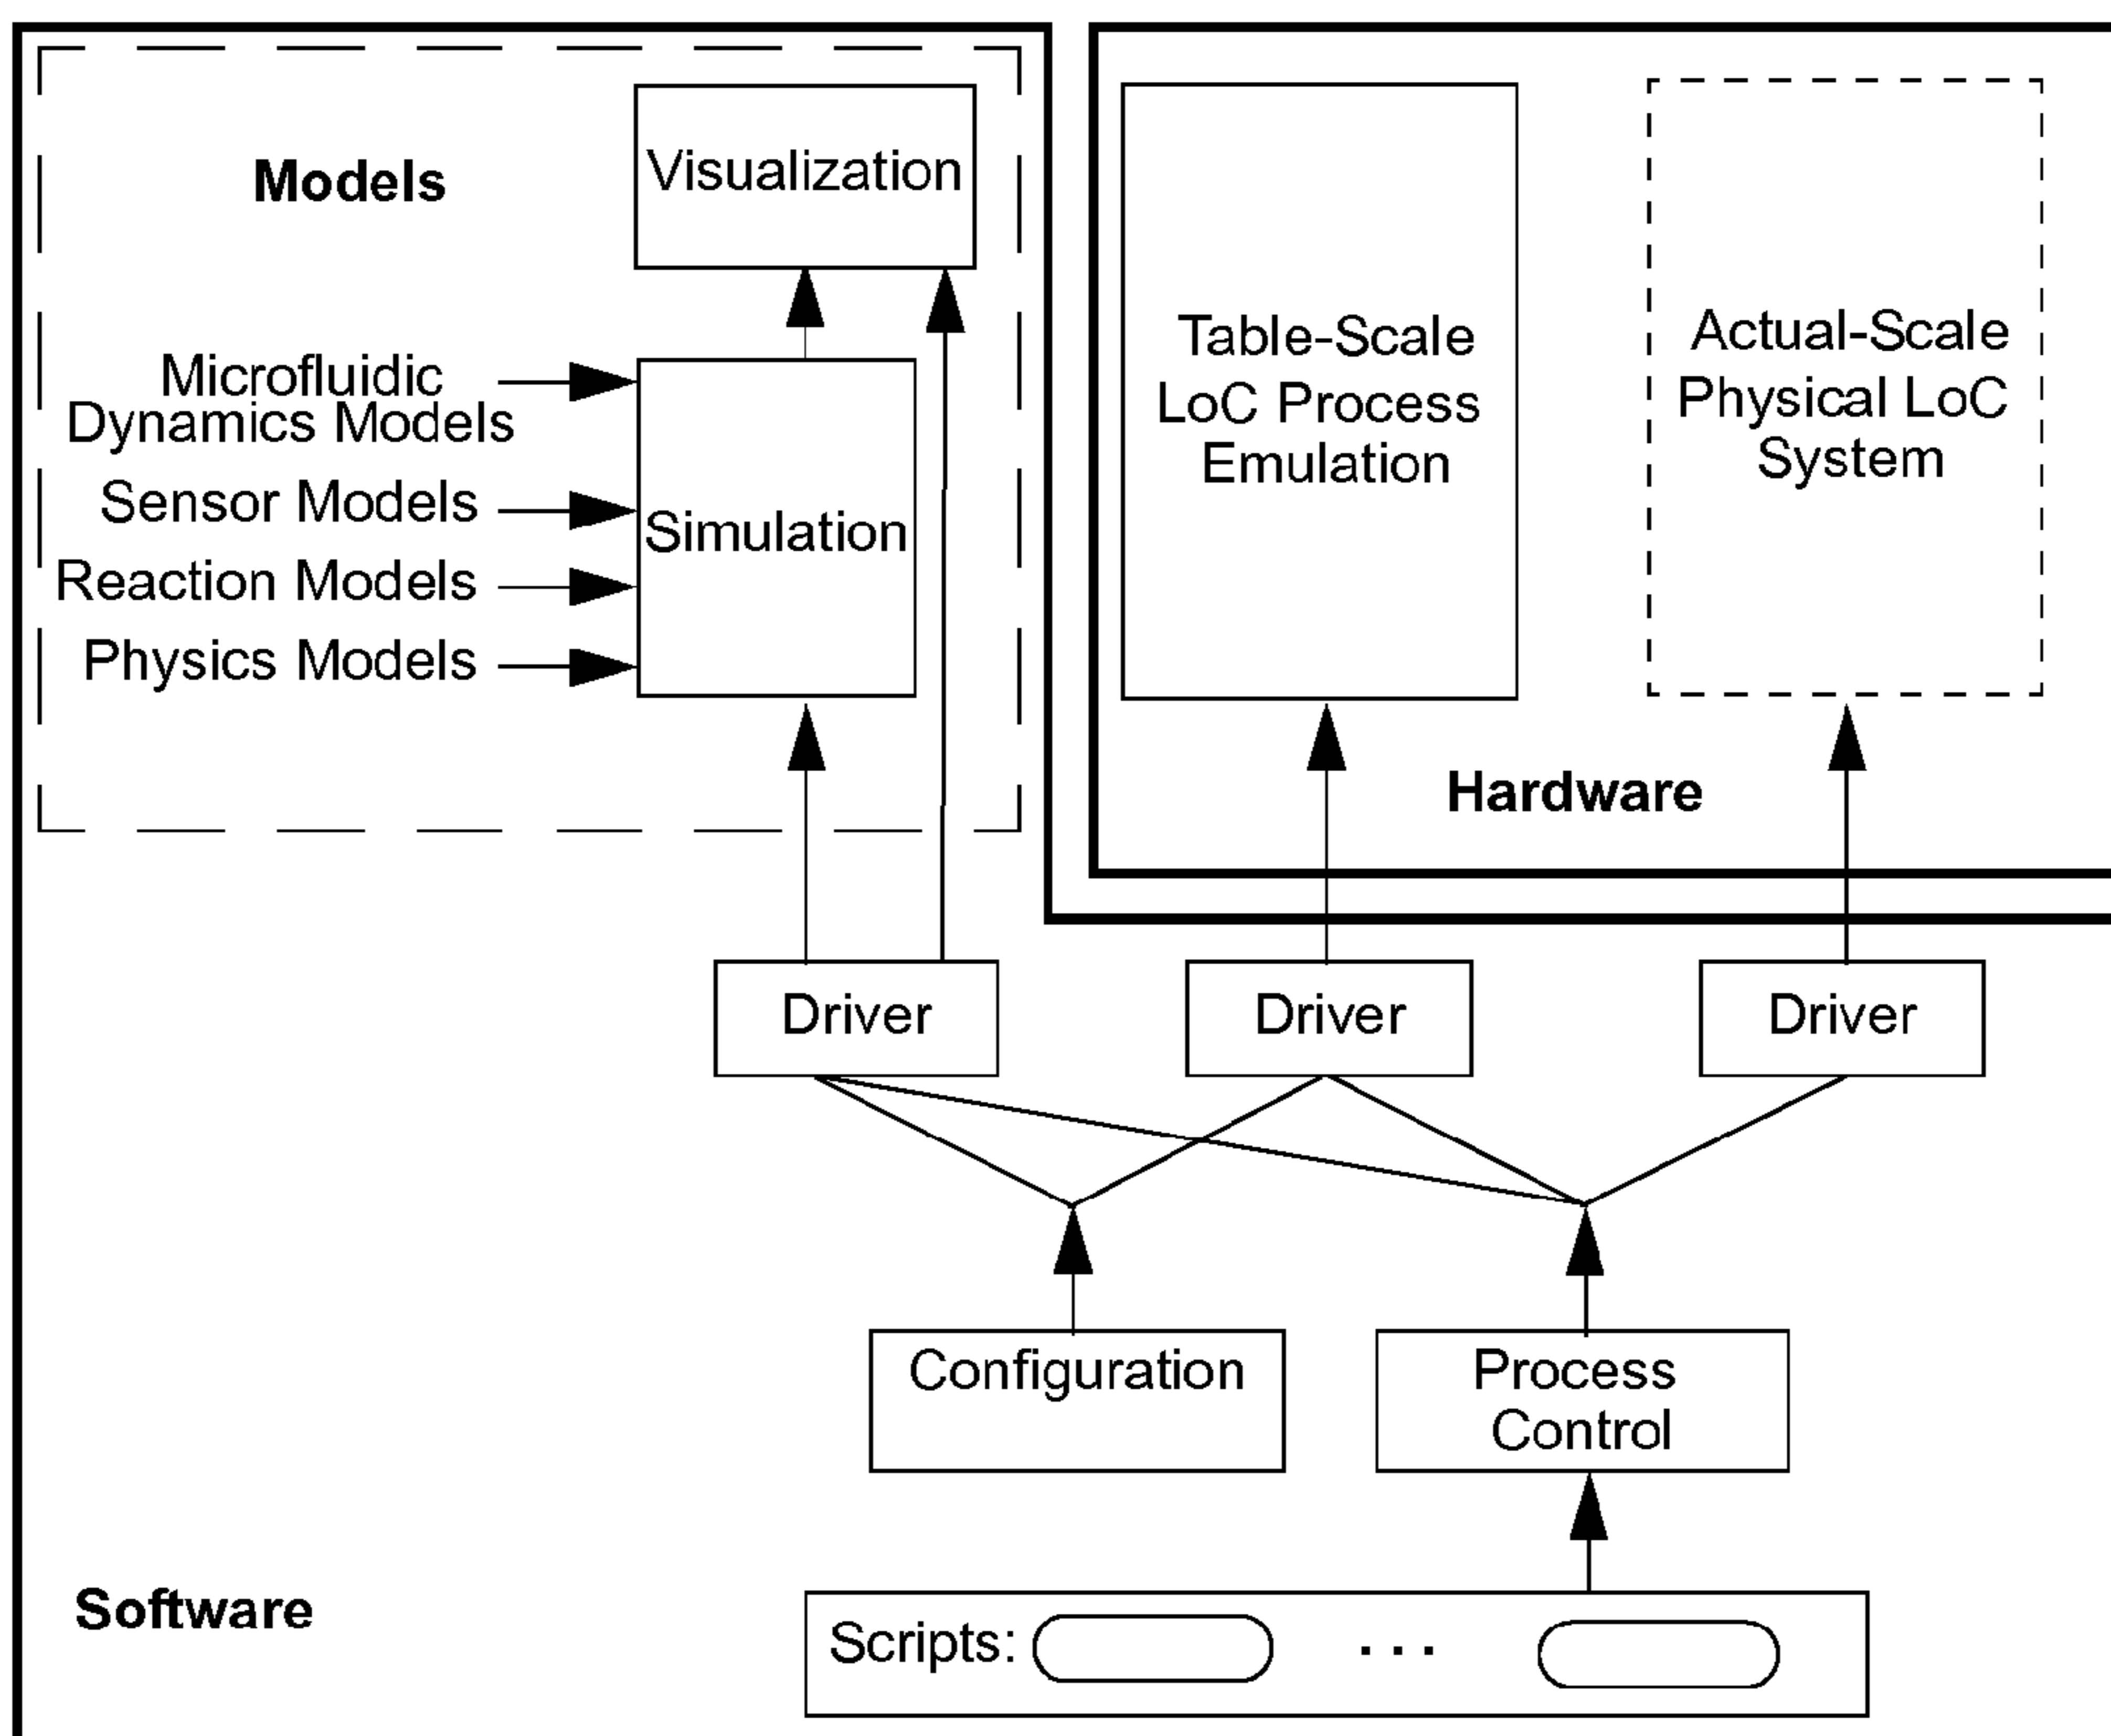 Models
Visualization
Microfluidic
Dynamics Models
Sensor Models
Reaction Models
Physics Models
Simulation
Table-Scale
LoC Process
Emulation
Actual-Scale
Physical LoC
System
Hardware
Driver
Driver
Driver
Configuration
Process
Control
Software
Scripts: ...